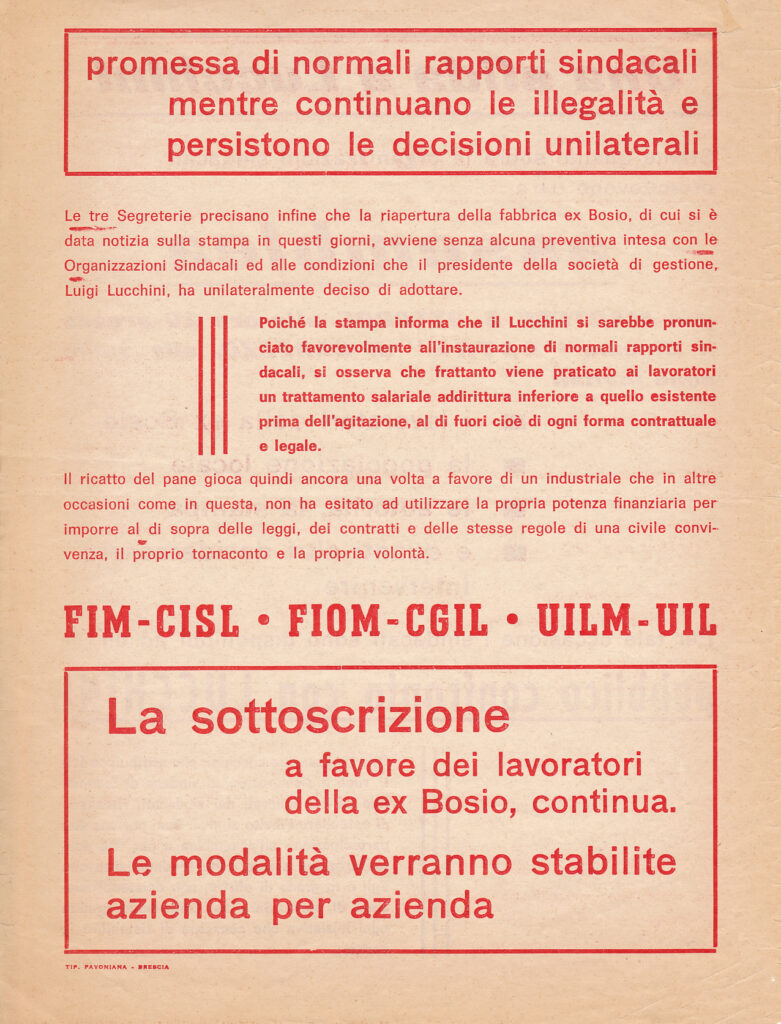 promessa di normali rapporti sindacali
mentre continuano le illegalità e
persistono le decisioni unilaterali
Le tre Segreterie precisano infine che la riapertura della fabbrica ex Bosio, di cui si è
data notizia sulla stampa in questi giorni, avviene senza alcuna preventiva intesa con le
Organizzazioni Sindacali ed alle condizioni che il presidente della società di gestione,
Luigi Lucchini, ha unilateralmente deciso di adottare.
Poiché la stampa informa che il Lucchini si sarebbe pronun-
ciato favorevolmente all'instaurazione di normali rapporti sin-
dacali, si osserva che frattanto viene praticato ai lavoratori
un trattamento salariale addirittura inferiore a quello esistente
prima dell'agitazione, al di fuori cioè di ogni forma contrattuale
e legale.
Il ricatto del pane gioca quindi ancora una volta a favore di un industriale che in altre
occasioni come in questa, non ha esitato ad utilizzare la propria potenza finanziaria per
imporre al di sopra delle leggi, dei contratti e delle stesse regole di una civile convi-
venza, il proprio tornaconto e la propria volontà.
FIM-CISL • FIOM-CGIL • UILM-UIL
La sottoscrizione
a favore dei lavoratori
della ex Bosio, continua.
Le modalità verranno stabilite
azienda per azienda
TIP. PAVONIANA - BRESCIA